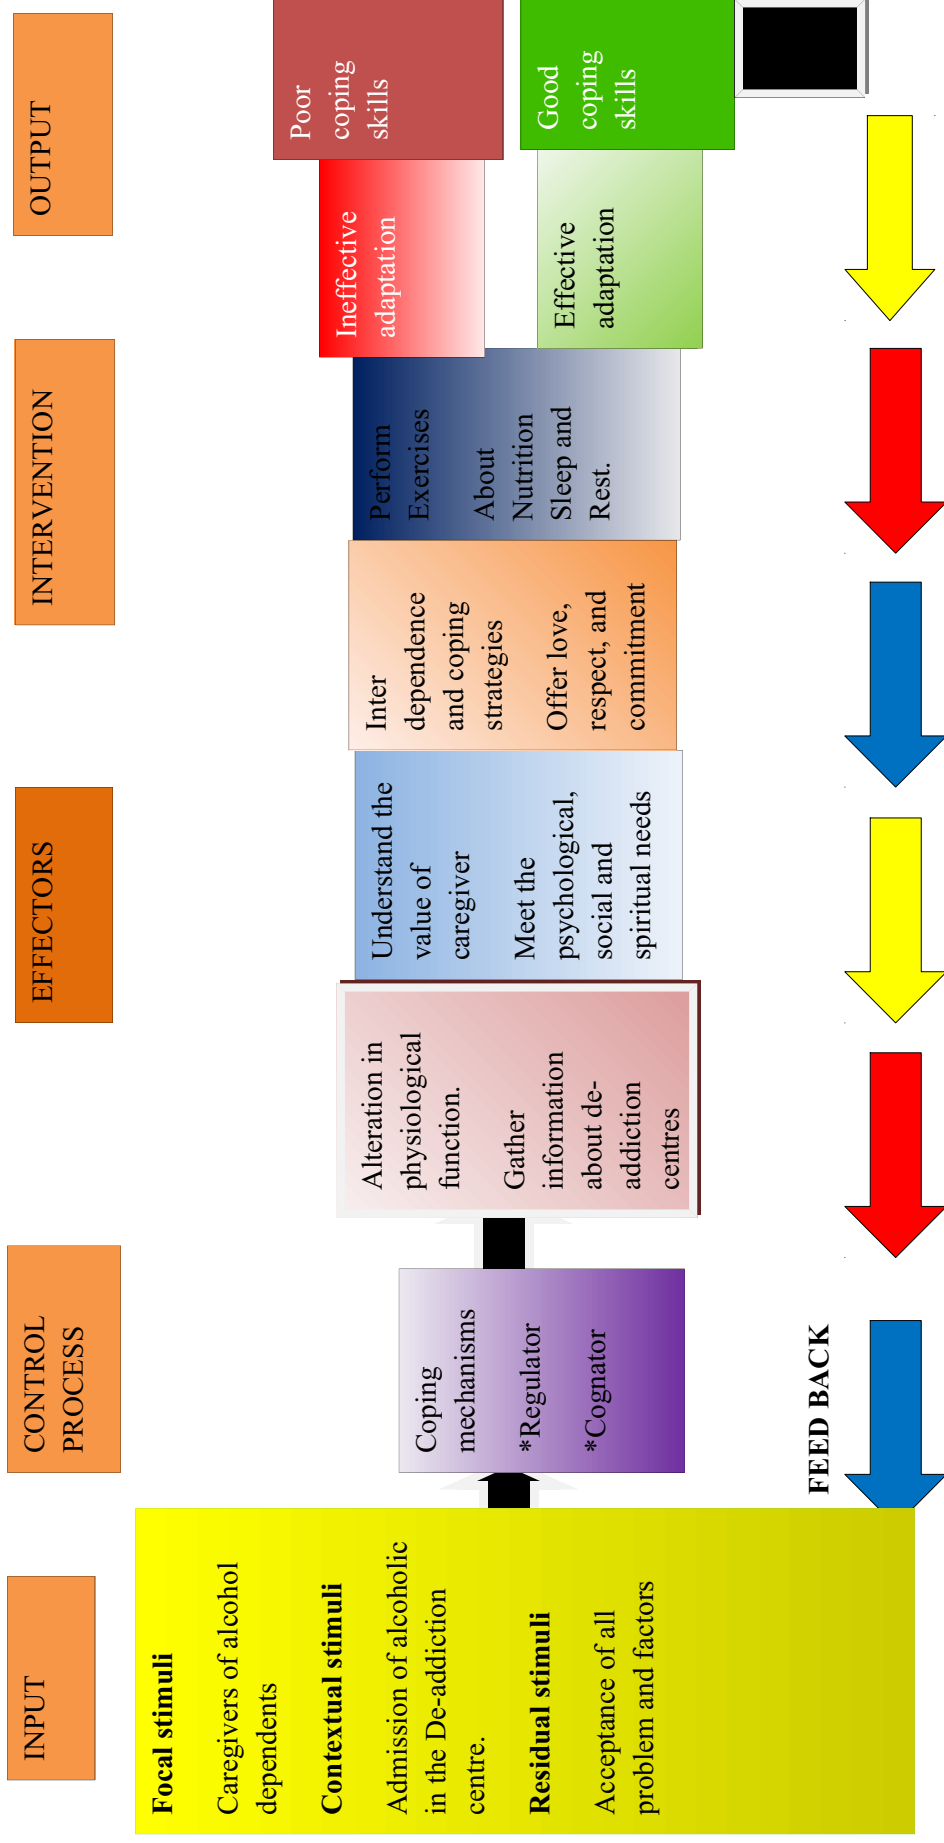 INPUT
CONTROL
PROCESS
EFFECTORS
INTERVENTION
OUTPUT
Focal stimuli
Caregivers of alcohol
dependents
Contextual stimuli
Admission of alcoholic
in the De-addiction
centre.
Residual stimuli
Acceptance of all
problem and factors
Coping
mechanisms
*Regulator
*Cognator
Alteration in
physiological
function.
Gather
information
about de-
addiction
centres
Understand the
value of
caregiver
Meet the
psychological,
social and
spiritual needs
Inter
dependence
and coping
strategies
Offer love,
respect, and
commitment
Perform
Exercises
About
Nutrition
Sleep and
Rest.
Ineffective
adaptation
Poor
coping
skills
Effective
adaptation
Good
coping
skills
FEED BACK